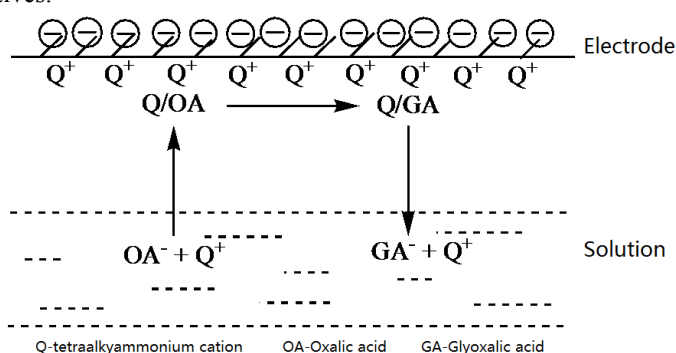 Electrode
Q⁺ Q⁺ Q⁺ Q⁺ Q⁺ Q⁺ Q⁺ Q⁺ Q⁺
Q/OA Q/GA
OA⁻ + Q⁺ GA⁻ + Q⁺ Solution
Q-tetraalkyammonium cation OA-Oxalic acid GA-Glyoxalic acid